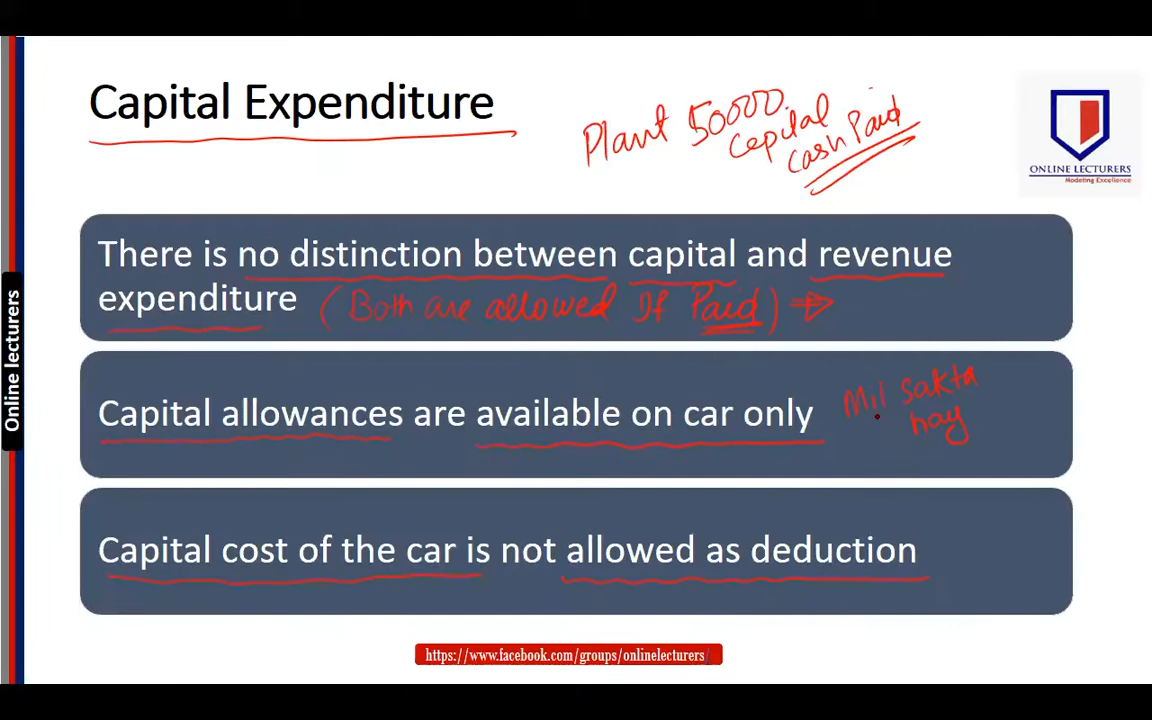 Capital Expenditure
Plant 50000.
Capital
Cash Paid
ONLINE LECTURERS
Modeling Excellence
There is no distinction between capital and revenue
expenditure (Both are allowed If Paid) ⇒
Capital allowances are available on car only
Mil Sakta
hay
Capital cost of the car is not allowed as deduction
Online lecturers
https://www.facebook.com/groups/onlinelecturers/